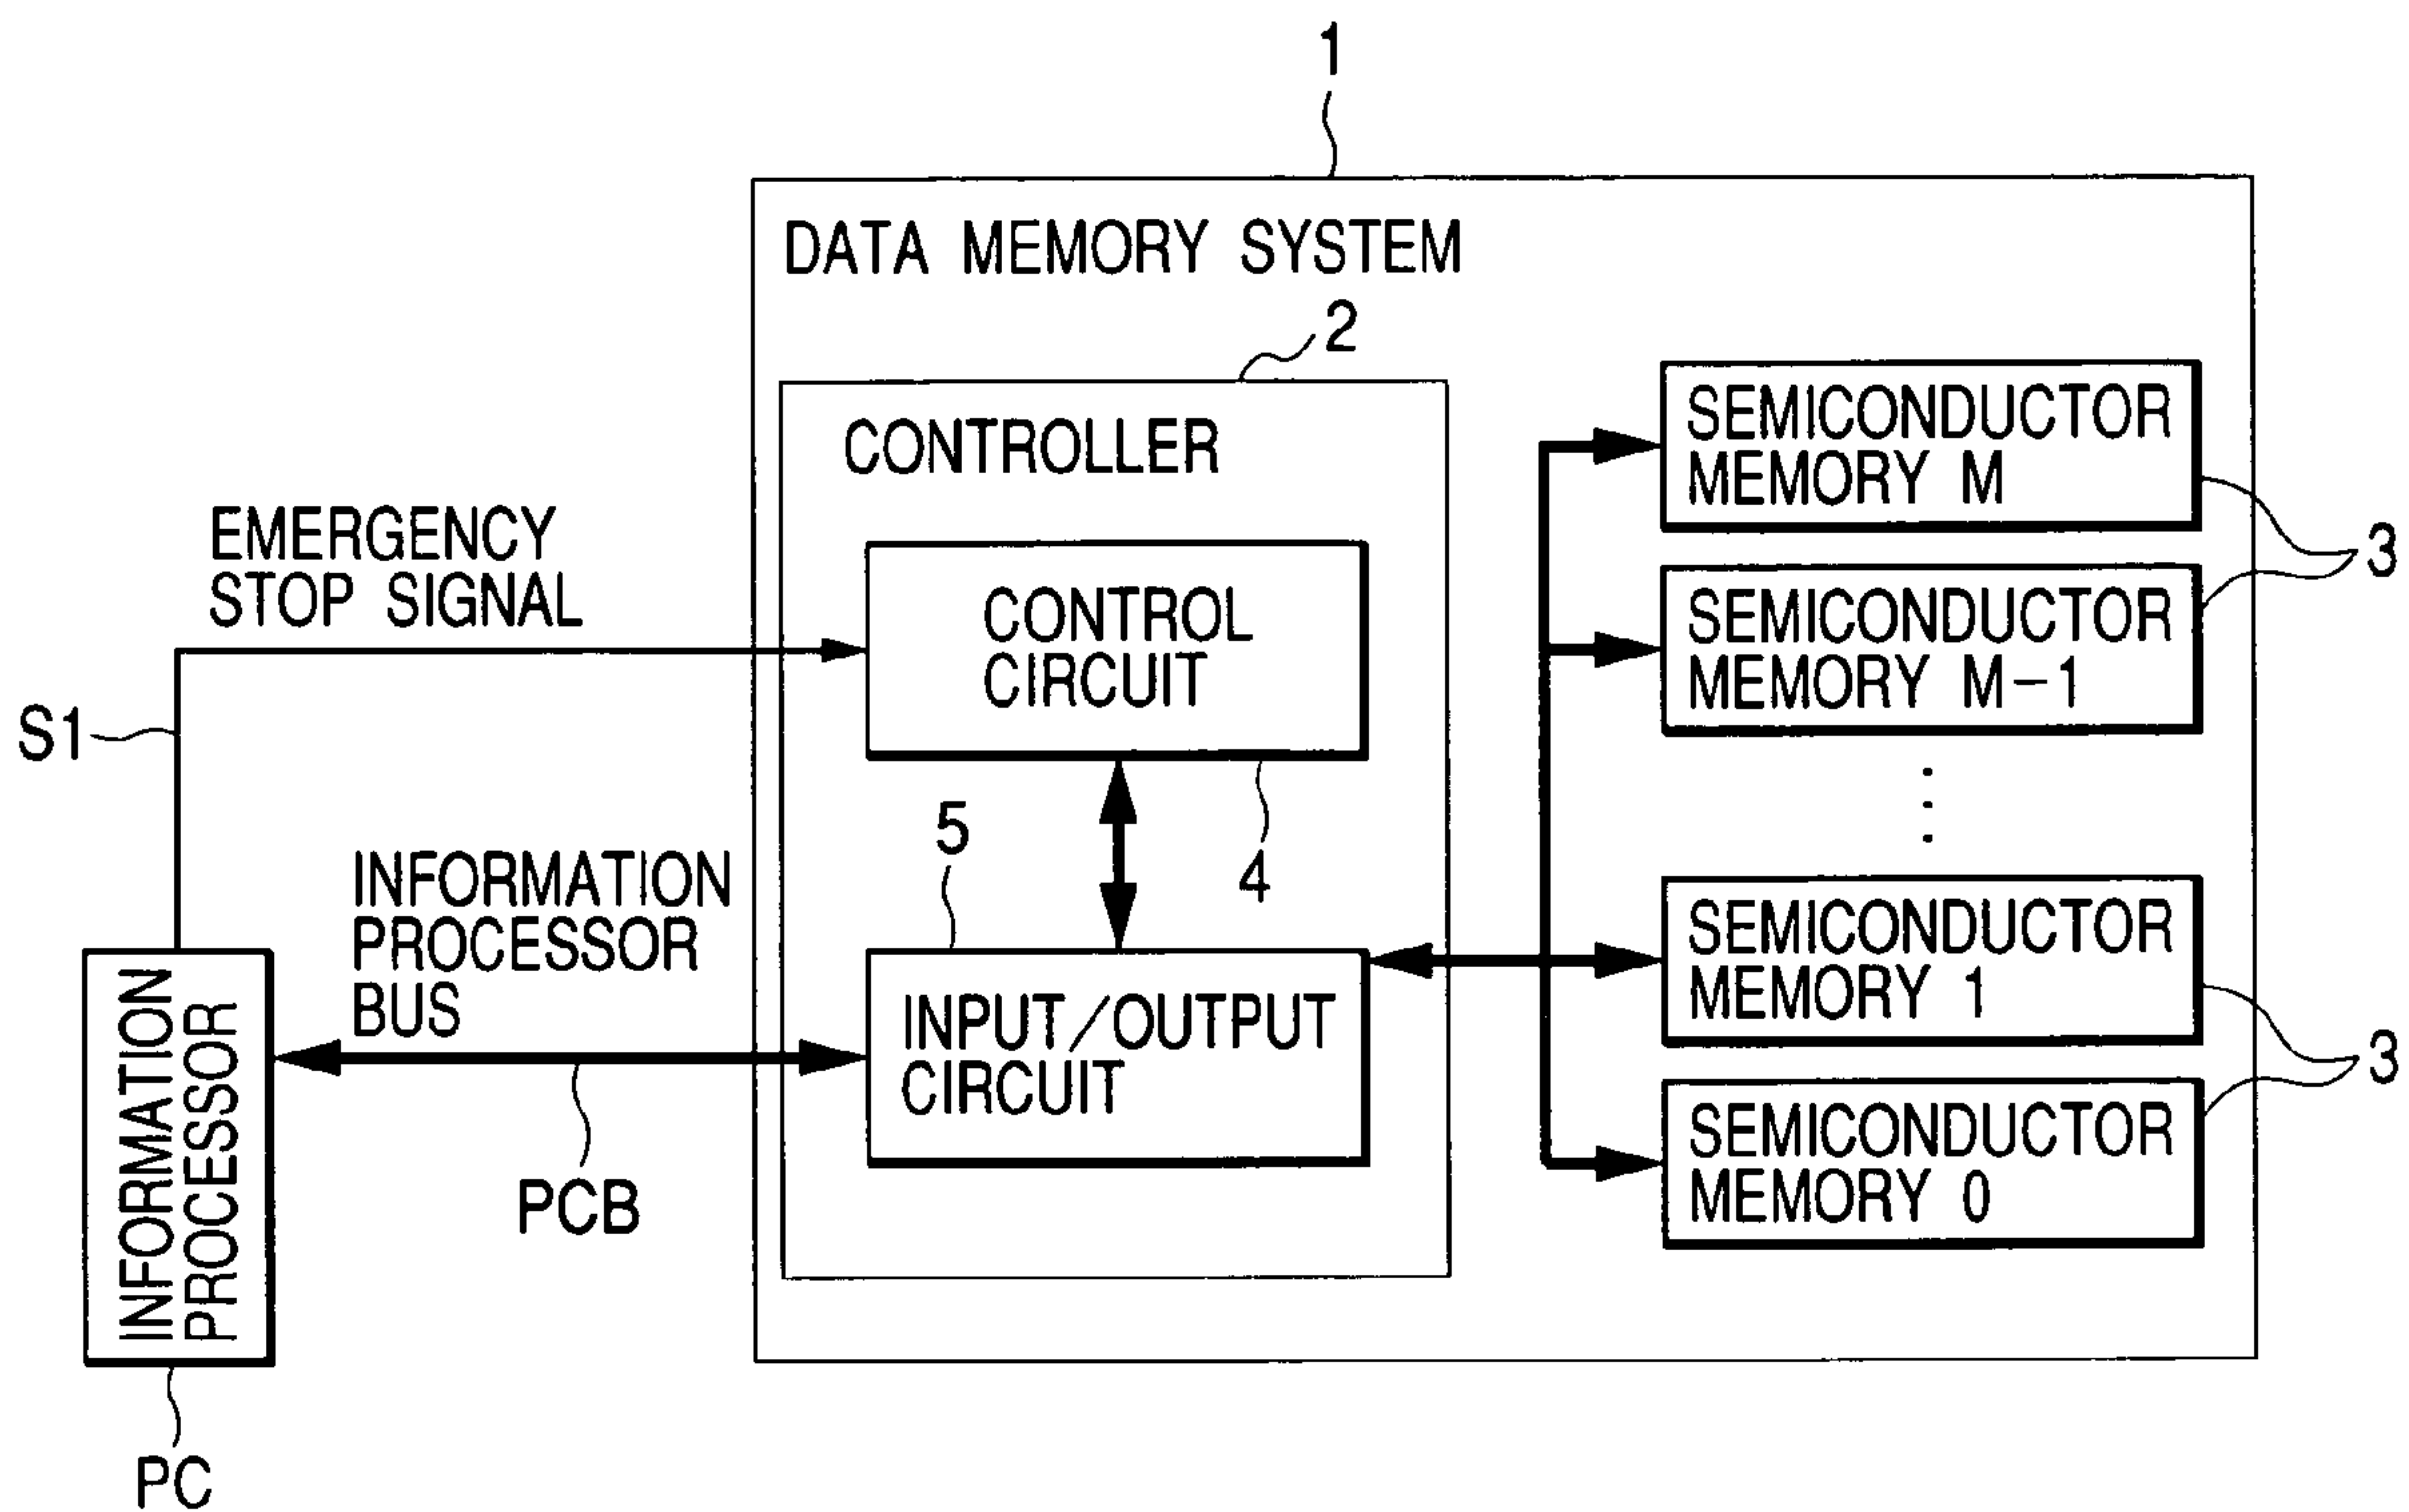 1
DATA MEMORY SYSTEM
2
CONTROLLER
SEMICONDUCTOR
MEMORY M
3
EMERGENCY
STOP SIGNAL
CONTROL
CIRCUIT
SEMICONDUCTOR
MEMORY M-1
S1
5
4
INFORMATION
PROCESSOR
BUS
SEMICONDUCTOR
MEMORY 1
3
INPUT/OUTPUT
CIRCUIT
SEMICONDUCTOR
MEMORY 0
PCB
INFORMATION
PROCESSOR
PC